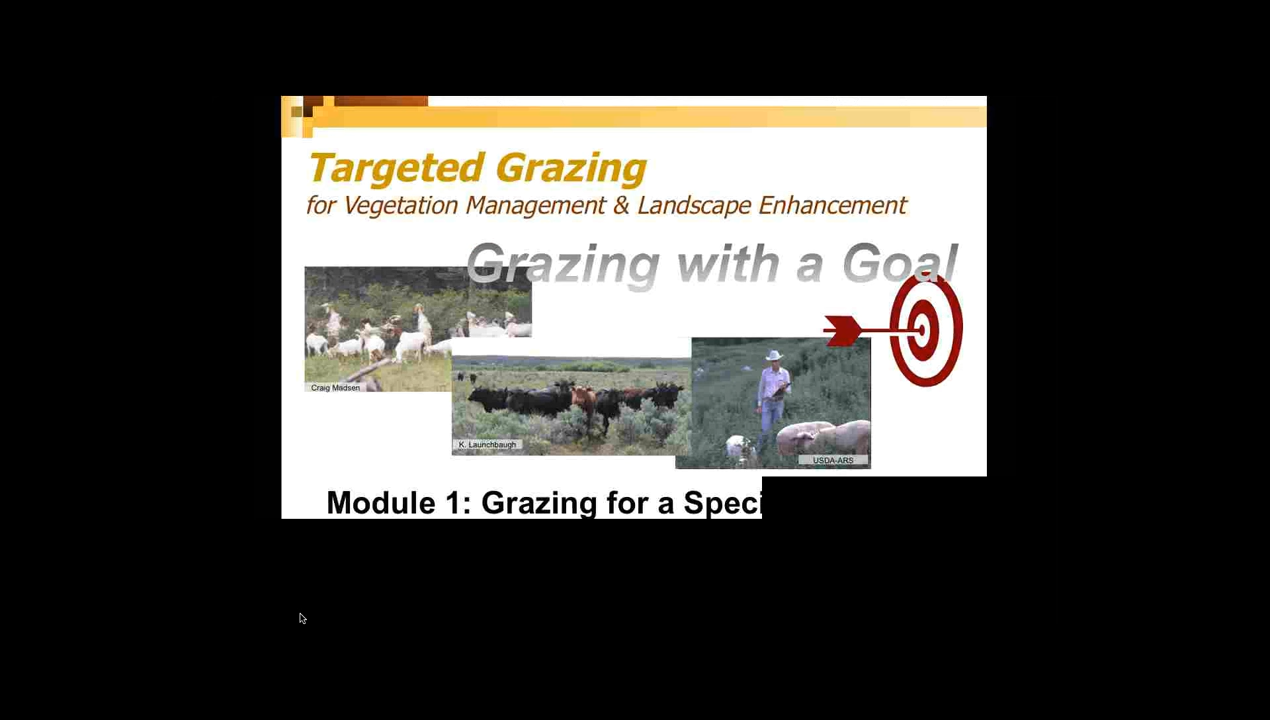 Targeted Grazing
for Vegetation Management & Landscape Enhancement
Grazing with a Goal
Craig Madsen
K. Launchbaugh
USDA-ARS
Module 1: Grazing for a Speci